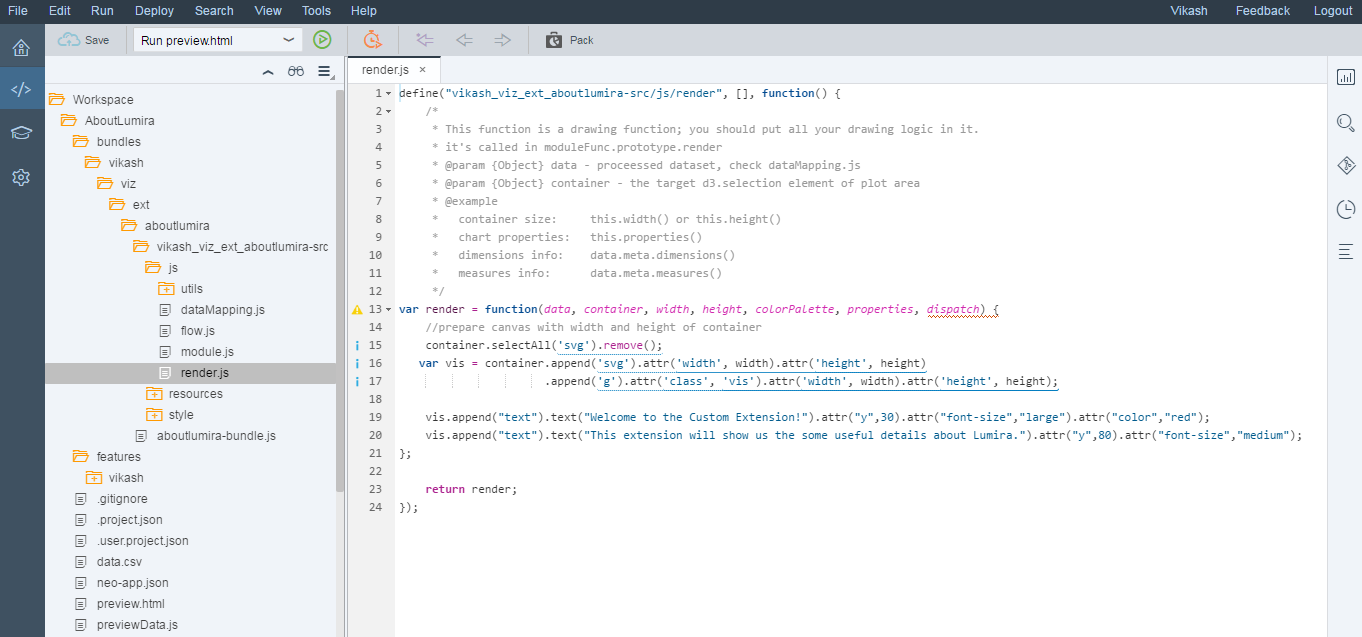 File Edit Run Deploy Search View Tools Help Vikash Feedback Logout
Save Run preview.html Pack
render.js ×
Workspace
AboutLumira
bundles
vikash
viz
ext
aboutlumira
vikash_viz_ext_aboutlumira-src
js
utils
dataMapping.js
flow.js
module.js
render.js
resources
style
aboutlumira-bundle.js
features
vikash
.gitignore
.project.json
.user.project.json
data.csv
neo-app.json
preview.html
previewData.js
1 define("vikash_viz_ext_aboutlumira-src/js/render", [], function() {
2 /*
3 * This function is a drawing function; you should put all your drawing logic in it.
4 * it's called in moduleFunc.prototype.render
5 * @param {Object} data - proceessed dataset, check dataMapping.js
6 * @param {Object} container - the target d3.selection element of plot area
7 * @example
8 * container size: this.width() or this.height()
9 * chart properties: this.properties()
10 * dimensions info: data.meta.dimensions()
11 * measures info: data.meta.measures()
12 */
13 var render = function(data, container, width, height, colorPalette, properties, dispatch) {
14 //prepare canvas with width and height of container
15 container.selectAll('svg').remove();
16 var vis = container.append('svg').attr('width', width).attr('height', height)
17 .append('g').attr('class', 'vis').attr('width', width).attr('height', height);
18
19 vis.append("text").text("Welcome to the Custom Extension!").attr("y",30).attr("font-size","large").attr("color","red");
20 vis.append("text").text("This extension will show us the some useful details about Lumira.").attr("y",80).attr("font-size","medium");
21 };
22
23 return render;
24 });